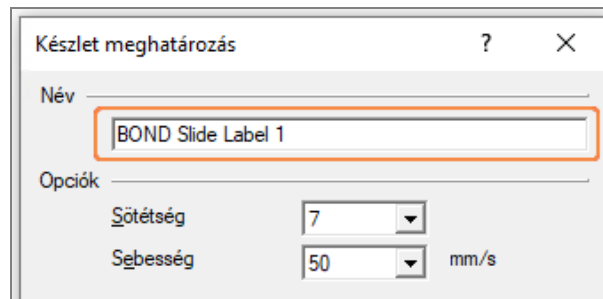 Készlet meghatározás ? ×
Név
BOND Slide Label 1
Opciók
Sötétség 7
Sebesség 50 mm/s